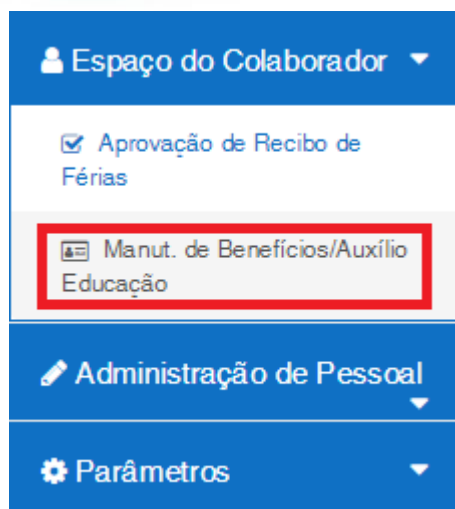 Espaço do Colaborador
Aprovação de Recibo de
Férias
Manut. de Benefícios/Auxílio
Educação
Administração de Pessoal
Parâmetros